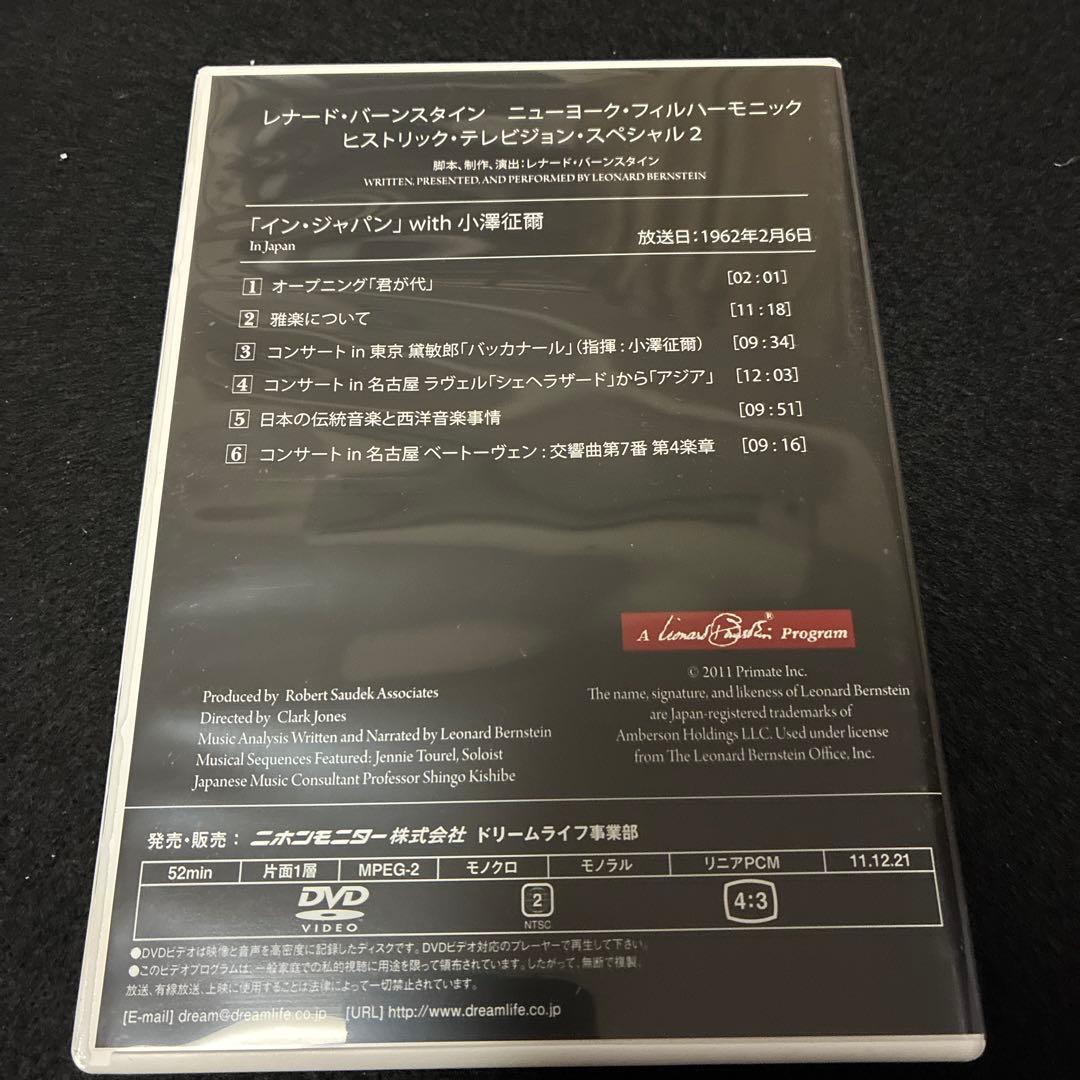 レナード・バーンスタイン　ニューヨーク・フィルハーモニック
ヒストリック・テレビジョン・スペシャル2
脚本、制作、演出：レナード・バーンスタイン
WRITTEN, PRESENTED, AND PERFORMED BY LEONARD BERNSTEIN
「イン・ジャパン」with 小澤征爾
In Japan
放送日：1962年2月6日
1 オープニング「君が代」 [02:01]
2 雅楽について [11:18]
3 コンサート in 東京 黛敏郎「バッカナール」（指揮：小澤征爾） [09:34]
4 コンサート in 名古屋 ラヴェル「シェヘラザード」から「アジア」 [12:03]
5 日本の伝統音楽と西洋音楽事情 [09:51]
6 コンサート in 名古屋 ベートーヴェン：交響曲第7番 第4楽章 [09:16]
A Leonard Bernstein® Program
© 2011 Primate Inc.
The name, signature, and likeness of Leonard Bernstein
are Japan-registered trademarks of
Amberson Holdings LLC. Used under license
from The Leonard Bernstein Office, Inc.
Produced by Robert Saudek Associates
Directed by Clark Jones
Music Analysis Written and Narrated by Leonard Bernstein
Musical Sequences Featured: Jennie Tourel, Soloist
Japanese Music Consultant Professor Shingo Kishibe
発売・販売： ニホンモニター株式会社 ドリームライフ事業部
52min 片面1層 MPEG-2 モノクロ モノラル リニアPCM 11.12.21
DVD VIDEO
2 NTSC
4:3
●DVDビデオは映像と音声を高密度に記録したディスクです。DVDビデオ対応のプレーヤーで再生して下さい。
●このビデオプログラムは、一般家庭での私的視聴に用途を限って頒布されています。したがって、無断で複製、
放送、有線放送、上映に使用することは法律によって一切禁止されています。
[E-mail] dream@dreamlife.co.jp [URL] http://www.dreamlife.co.jp